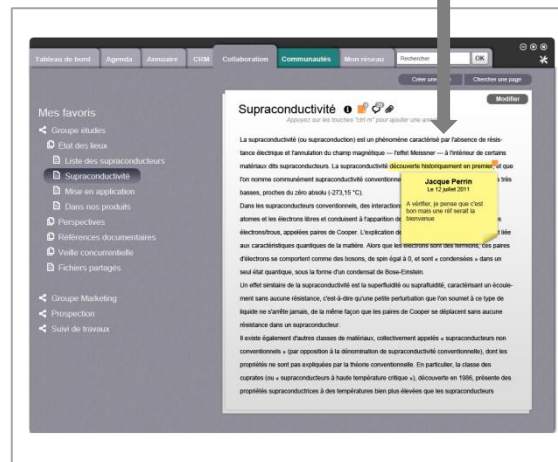 Tableau de bord
Agenda
Annuaire
CRM
Collaboration
Communautés
Mon réseau
Rechercher
OK
Créer une
Chercher une page
Modifier
Mes favoris
Groupe études
Etat des lieux
Liste des supraconducteurs
Supraconductivité
Mise en application
Dans nos produits
Perspectives
Références documentaires
Veille concurrentielle
Fichiers partagés
Groupe Marketing
Prospection
Suivi de travaux
Supraconductivité
Appuyez sur les touches "ctrl m" pour ajouter une
La supraconductivité (ou supraconduction) est un phénomène caractérisé par l'absence de résis-
tance électrique et l'annulation du champ magnétique — l'effet Meissner — à l'intérieur de certains
matériaux dits supraconducteurs. La supraconductivité découverte historiquement en premier, et que
l'on nomme communément supraconductivité très
basses, proches du zéro absolu (-273,15 °C).
Dans les supraconducteurs conventionnels, des
atomes et les électrons libres et conduisent à l'apparition de
électrons/trous, appelées paires de Cooper. L'explication de liée
aux caractéristiques quantiques de la matière. Alors que les électrons sont des fermions, ces paires
d'électrons se comportent comme des bosons, de spin égal à 0, et sont « condensées » dans un
seul état quantique, sous la forme d'un condensat de Bose-Einstein.
Un effet similaire de la supraconductivité est la superfluidité ou suprafluidité, caractérisant un écoule-
ment sans aucune résistance, c'est-à-dire qu'une petite perturbation que l'on soumet à ce type de
liquide ne s'arrête jamais, de la même façon que les paires de Cooper se déplacent sans aucune
résistance dans un supraconducteur.
Il existe également d'autres classes de matériaux, collectivement appelés « supraconducteurs non
conventionnels » (par opposition à la dénomination de supraconductivité conventionnelle), dont les
propriétés ne sont pas expliquées par la théorie conventionnelle. En particulier, la classe des
cuprates (ou « supraconducteurs à haute température critique »), découverte en 1986, présente des
propriétés supraconductrices à des températures bien plus élevées que les supraconducteurs
Jacque Perrin
Le 12 juillet 2011
A vérifier, je pense que c'est
bon mais une réf serait la
bienvenue